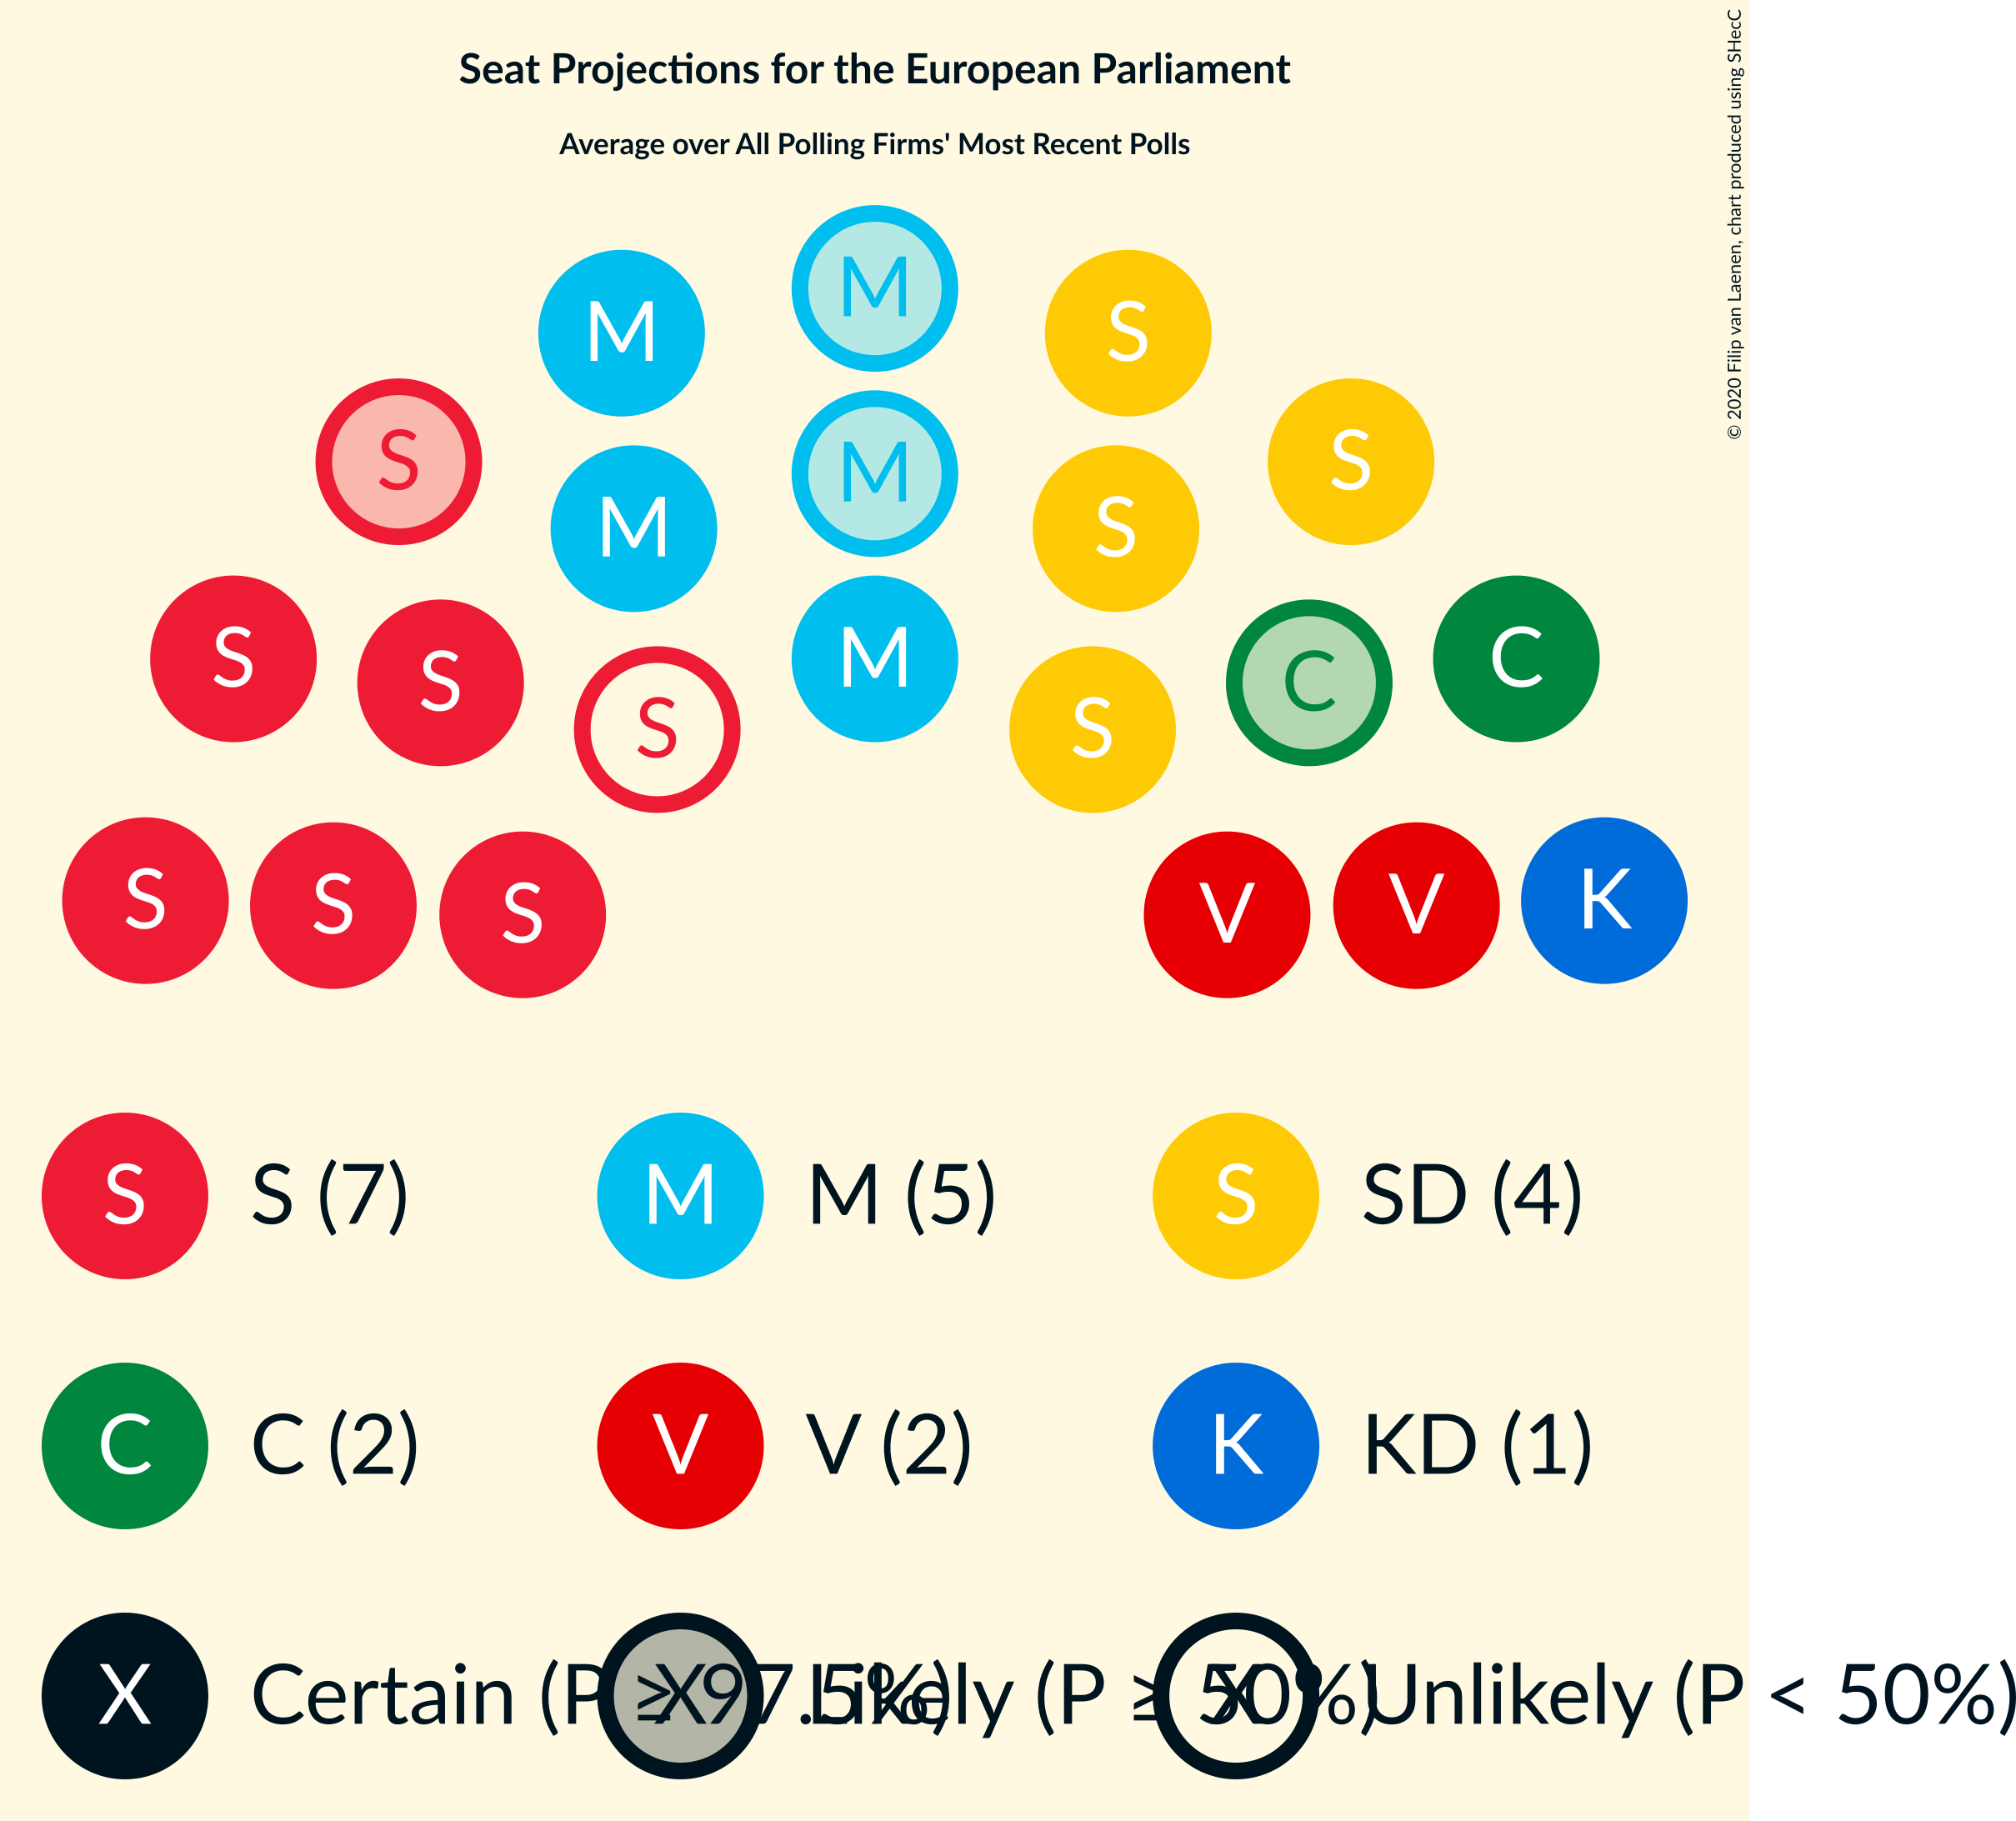 Seat Projections for the European Parliament
Average over All Polling Firms' Most Recent Polls
© 2020 Filip van Laenen, chart produced using SHecC
M
M
S
S
M
S
M
S
S
M
S
S
C
C
S
S
S
S
S
S
V
V
K
S S (7)
M M (5)
S SD (4)
C C (2)
V V (2)
K KD (1)
X Certain (P ≥ 97.5%)
X Likely (P ≥ 50%)
X Unlikely (P < 50%)